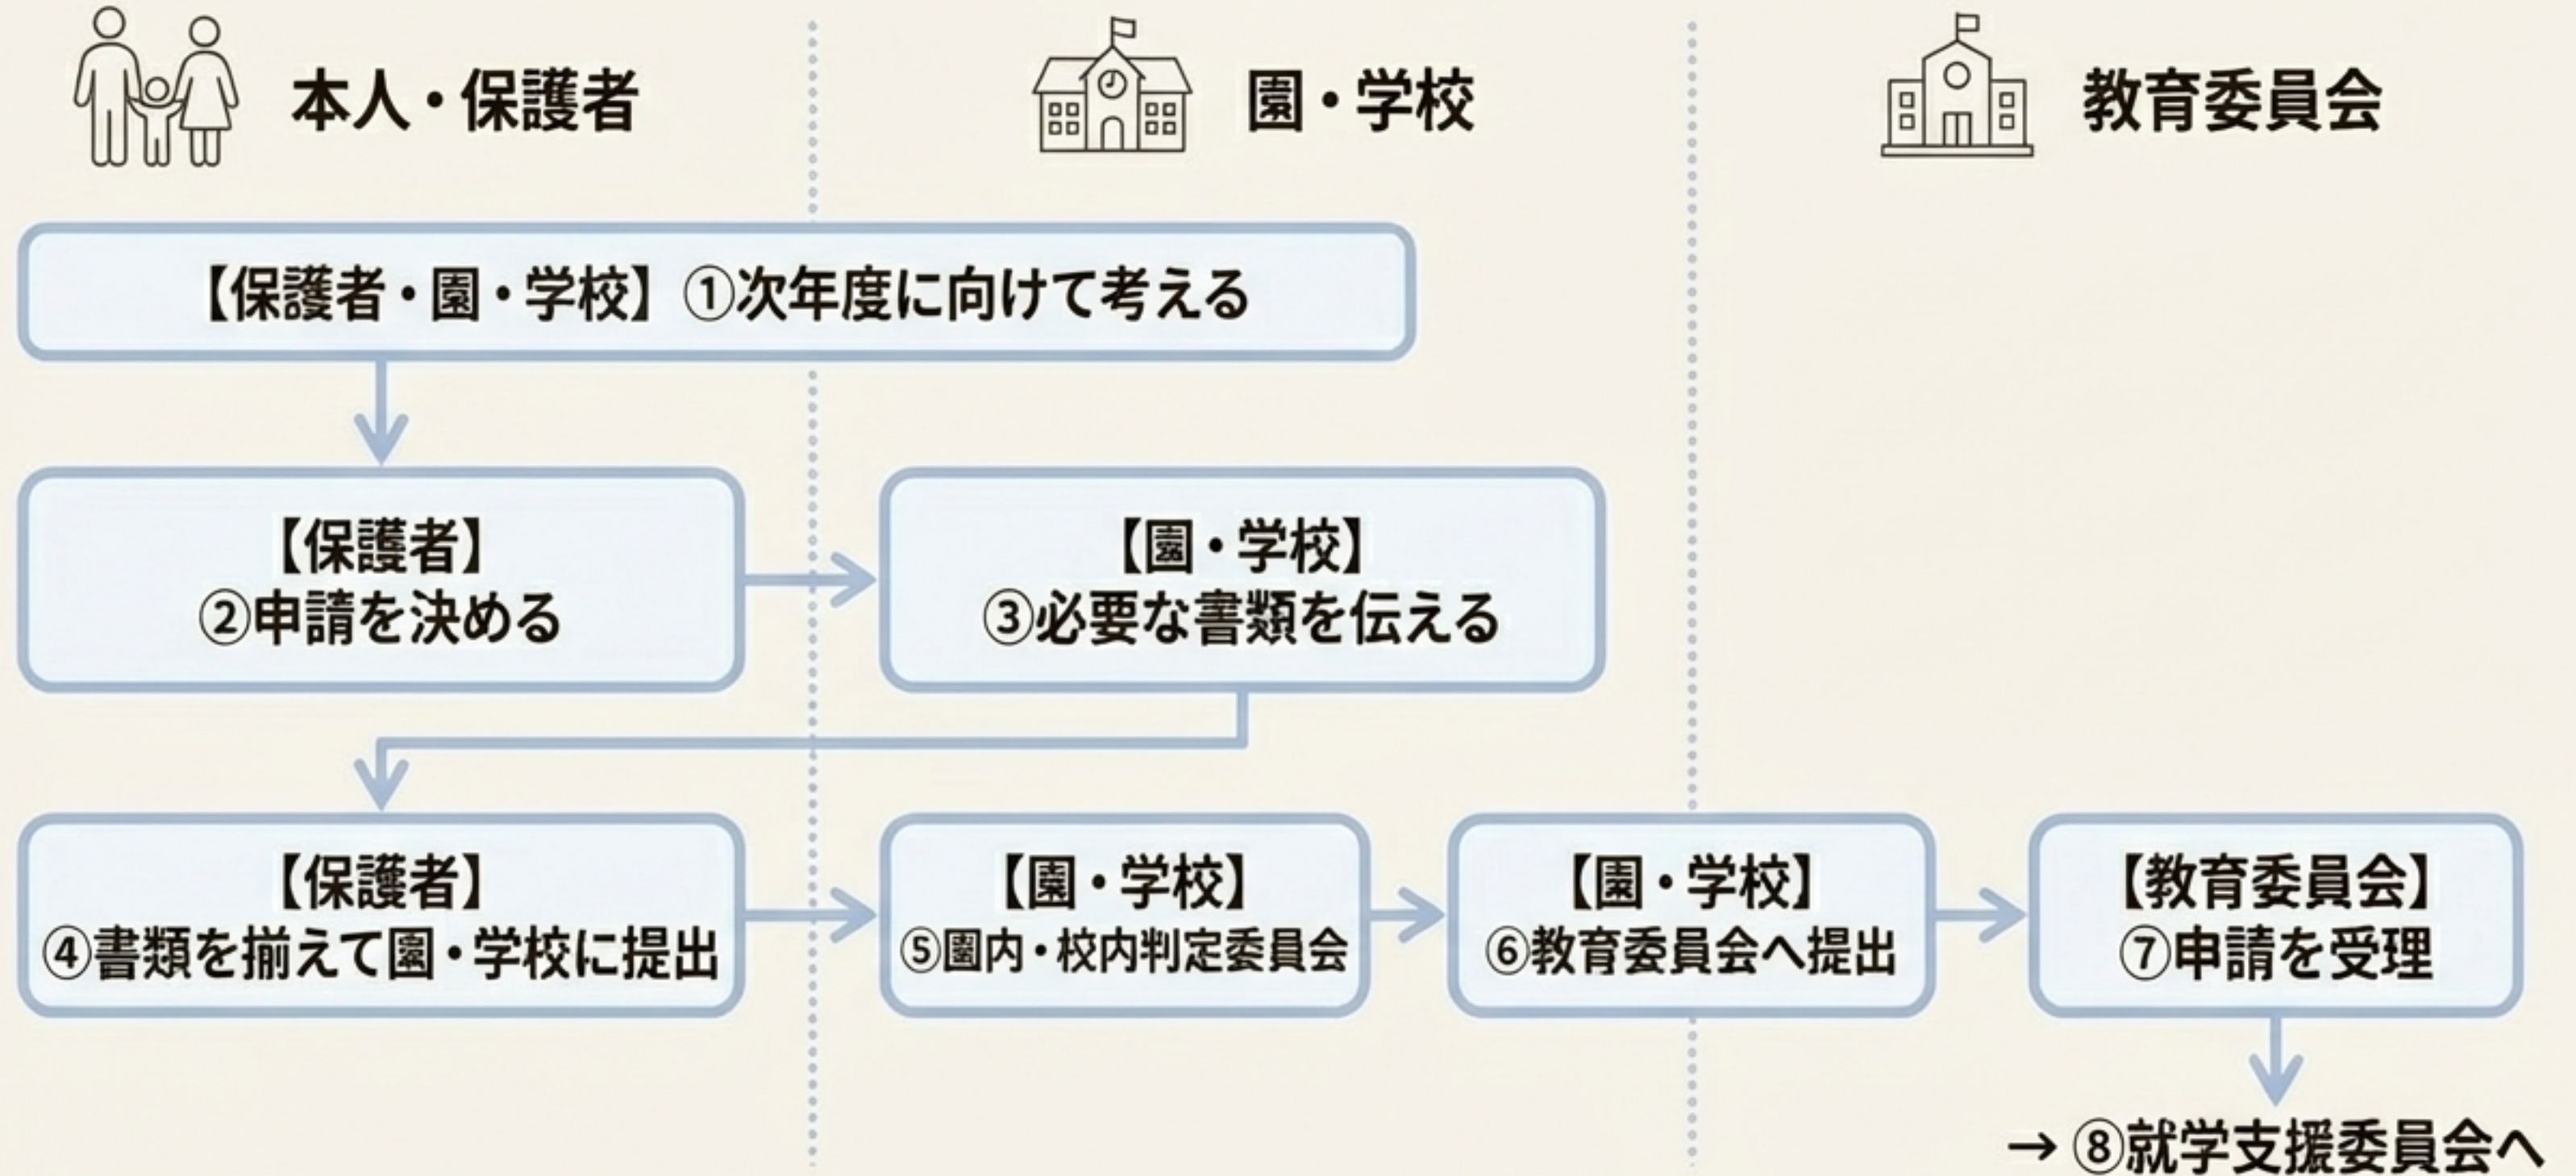 本人・保護者
園・学校
教育委員会
【保護者・園・学校】①次年度に向けて考える
【保護者】
②申請を決める
【園・学校】
③必要な書類を伝える
【保護者】
④書類を揃えて園・学校に提出
【園・学校】
⑤園内・校内判定委員会
【園・学校】
⑥教育委員会へ提出
【教育委員会】
⑦申請を受理
→ ⑧就学支援委員会へ